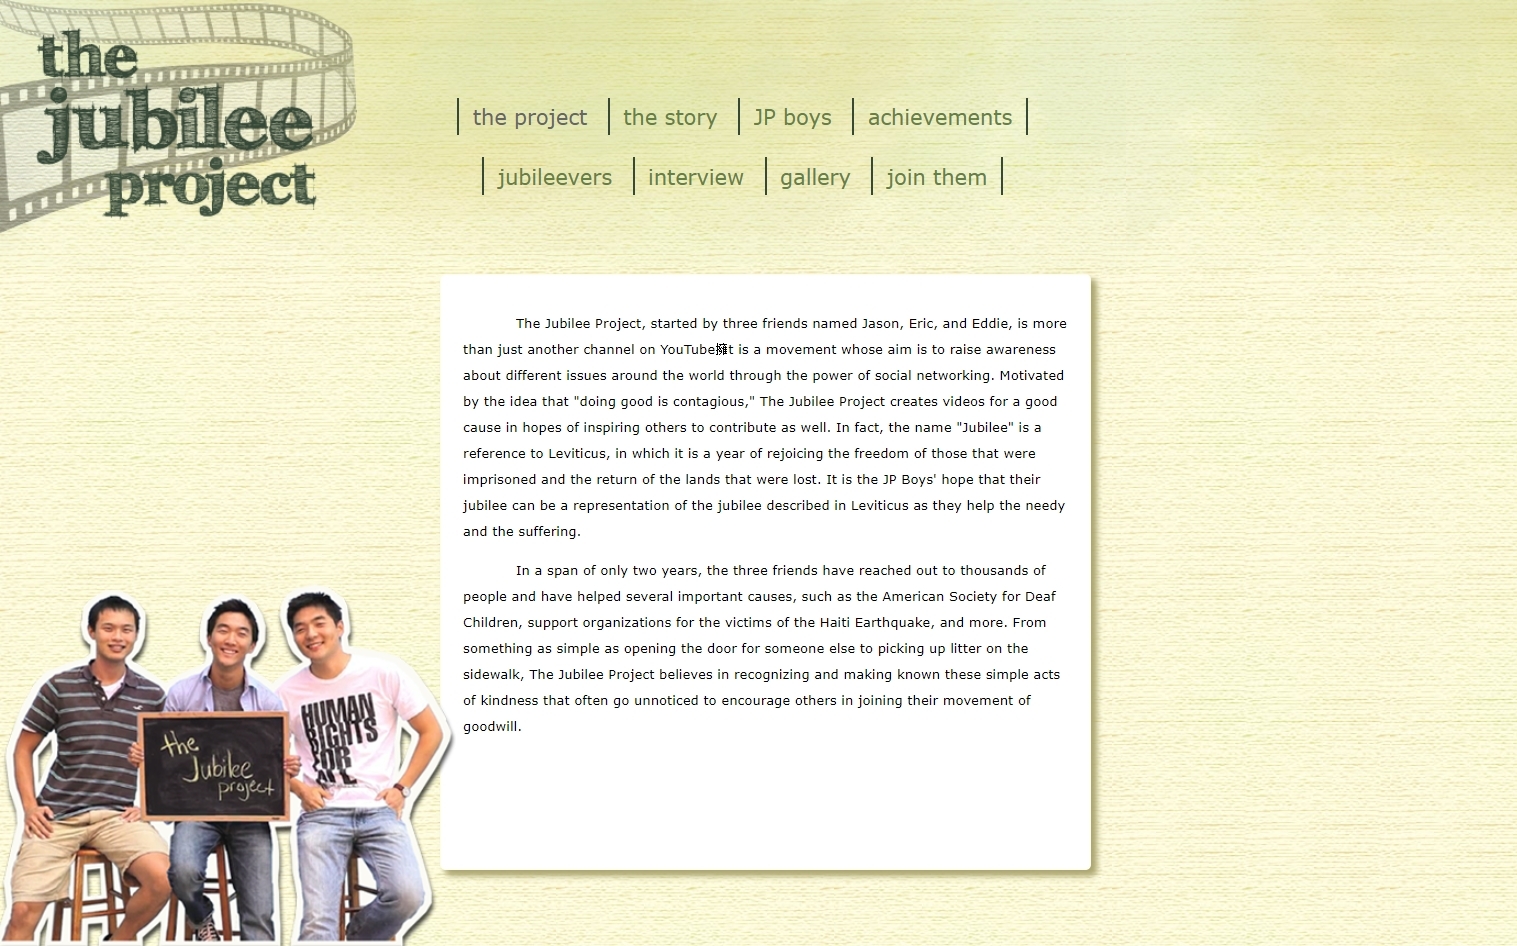 the
jubilee
project
the project
the story
JP boys
achievements
jubileevers
interview
gallery
join them
The Jubilee Project, started by three friends named Jason, Eric, and Eddie, is more
than just another channel on YouTube擁t is a movement whose aim is to raise awareness
about different issues around the world through the power of social networking. Motivated
by the idea that "doing good is contagious," The Jubilee Project creates videos for a good
cause in hopes of inspiring others to contribute as well. In fact, the name "Jubilee" is a
reference to Leviticus, in which it is a year of rejoicing the freedom of those that were
imprisoned and the return of the lands that were lost. It is the JP Boys' hope that their
jubilee can be a representation of the jubilee described in Leviticus as they help the needy
and the suffering.
In a span of only two years, the three friends have reached out to thousands of
people and have helped several important causes, such as the American Society for Deaf
Children, support organizations for the victims of the Haiti Earthquake, and more. From
something as simple as opening the door for someone else to picking up litter on the
sidewalk, The Jubilee Project believes in recognizing and making known these simple acts
of kindness that often go unnoticed to encourage others in joining their movement of
goodwill.
HUMAN
RIGHTS
FOR
the
Jubilee
project